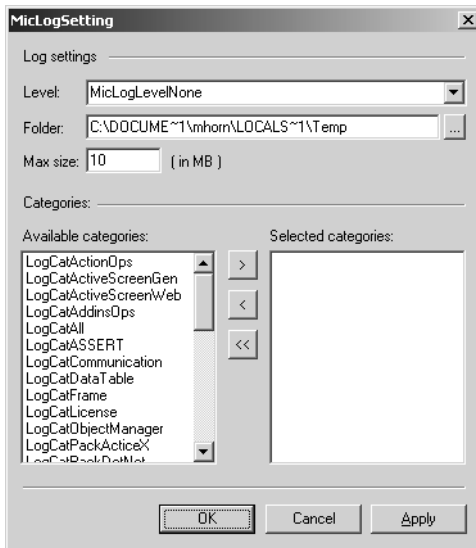 MicLogSetting
Log settings
Level: MicLogLevelNone
Folder: C:\DOCUME~1\mhorn\LOCALS~1\Temp ...
Max size: 10 ( in MB )
Categories:
Available categories: Selected categories:
LogCatActionOps
LogCatActiveScreenGen
LogCatActiveScreenWeb
LogCatAddinsOps
LogCatAll
LogCatASSERT
LogCatCommunication
LogCatDataTable
LogCatFrame
LogCatLicense
LogCatObjectManager
LogCatPackActiceX
LogCatPackDotNet
>
<
<<
OK Cancel Apply